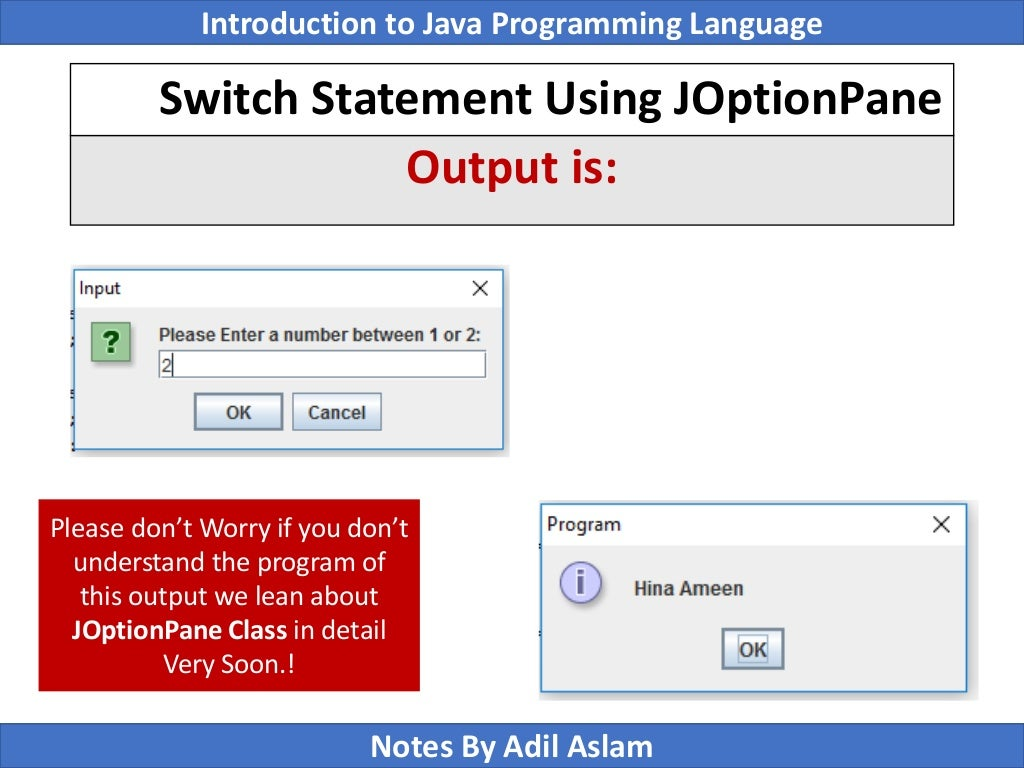 Introduction to Java Programming Language
Switch Statement Using JOptionPane
Output is:
Input
Please Enter a number between 1 or 2:
?
2
OK Cancel
Please don’t Worry if you don’t
understand the program of
this output we lean about
JOptionPane Class in detail
Very Soon.!
Program
i
Hina Ameen
OK
Notes By Adil Aslam